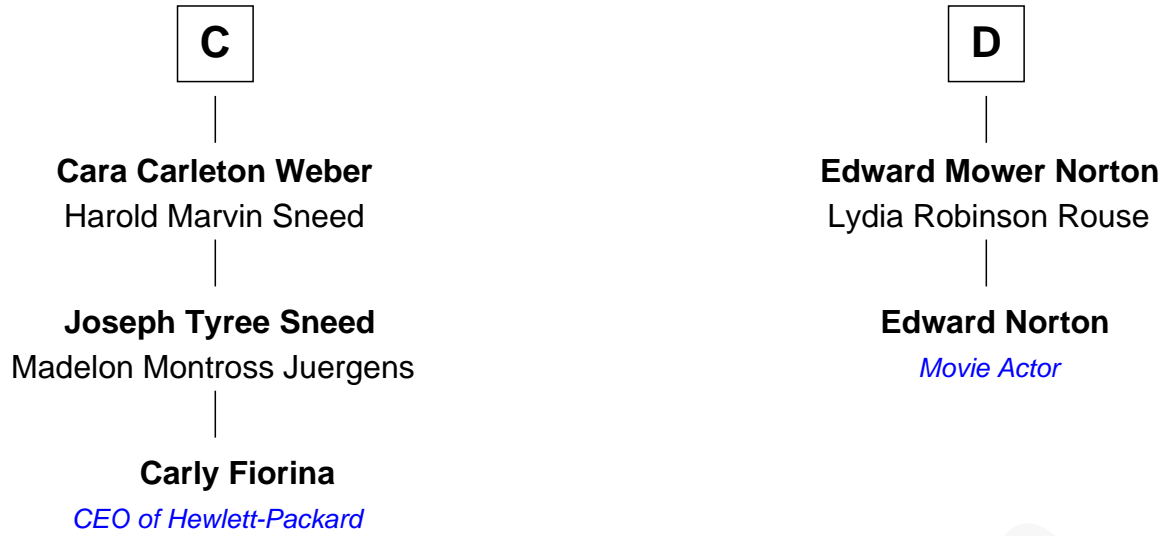 C
Cara Carleton Weber
Harold Marvin Sneed
Joseph Tyree Sneed
Madelon Montross Juergens
Carly Fiorina
CEO of Hewlett-Packard
D
Edward Mower Norton
Lydia Robinson Rouse
Edward Norton
Movie Actor